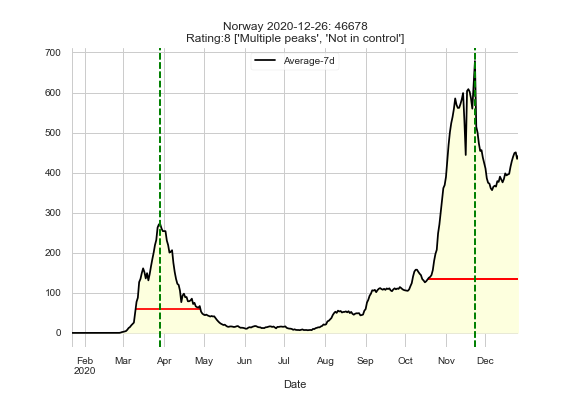 Norway 2020-12-26: 46678
Rating:8 ['Multiple peaks', 'Not in control']
Average-7d
700
600
500
400
300
200
100
0
Feb Mar Apr May Jun Jul Aug Sep Oct Nov Dec
2020
Date